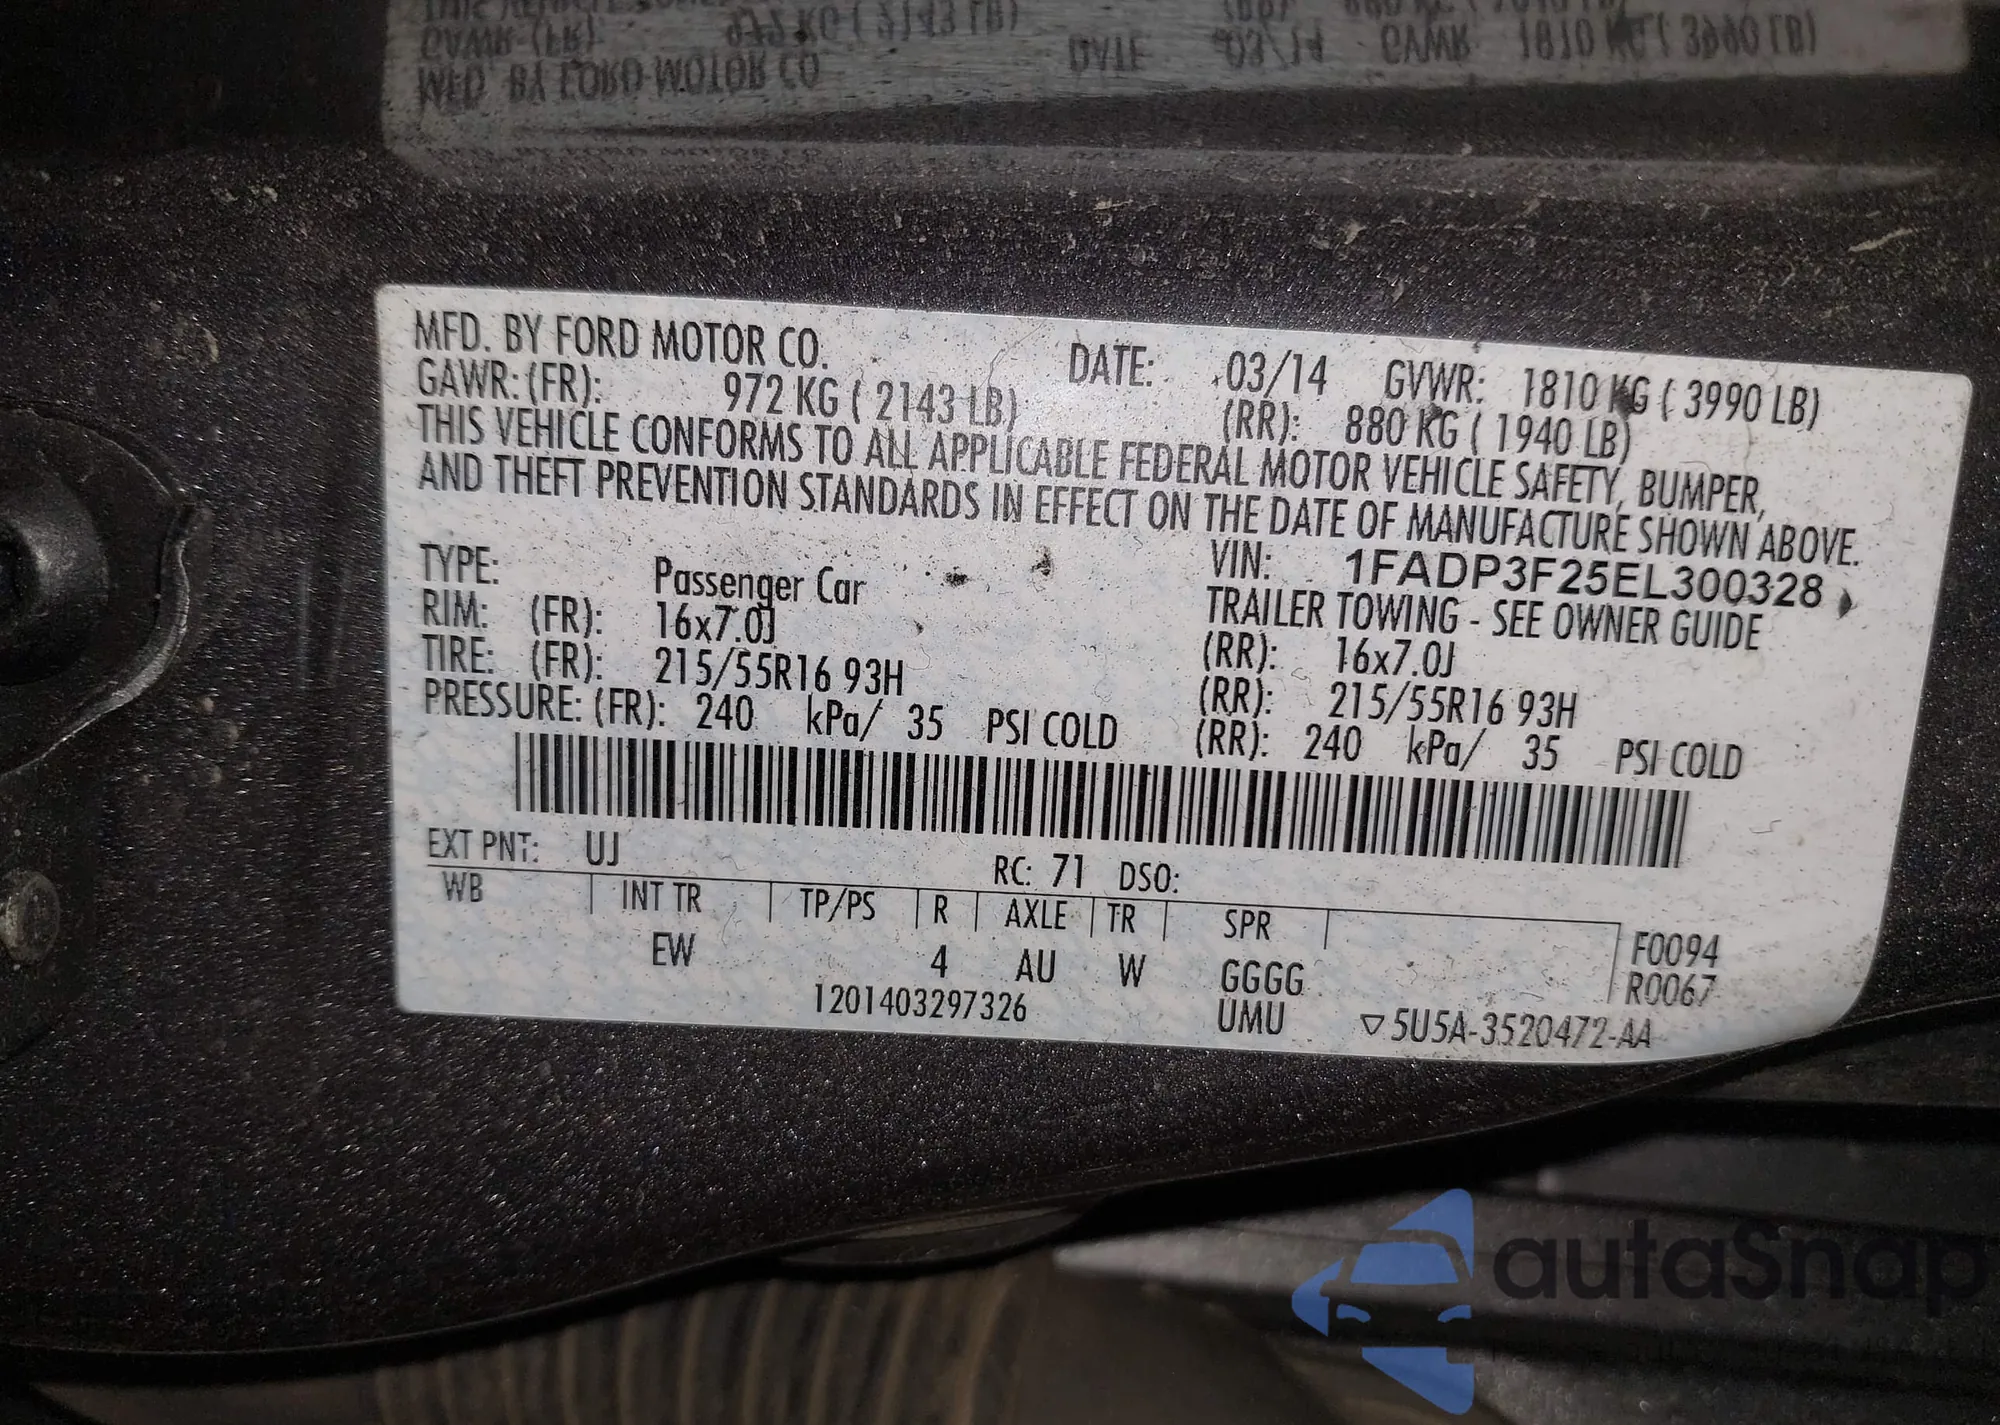 MFD. BY FORD MOTOR CO.
DATE: 03/14 GVWR: 1810 KG ( 3990 LB)
GAWR: (FR): 972 KG ( 2143 LB) (RR): 880 KG ( 1940 LB)
THIS VEHICLE CONFORMS TO ALL APPLICABLE FEDERAL MOTOR VEHICLE SAFETY, BUMPER,
AND THEFT PREVENTION STANDARDS IN EFFECT ON THE DATE OF MANUFACTURE SHOWN ABOVE.
VIN: 1FADP3F25EL300328
TYPE: Passenger Car TRAILER TOWING - SEE OWNER GUIDE
RIM: (FR): 16x7.0J (RR): 16x7.0J
TIRE: (FR): 215/55R16 93H (RR): 215/55R16 93H
PRESSURE: (FR): 240 kPa/ 35 PSI COLD (RR): 240 kPa/ 35 PSI COLD
EXT PNT: UJ RC: 71 DSO:
WB INT TR TP/PS R AXLE TR SPR
F0094
EW 4 AU W GGGG R0067
1201403297326 UMU ▽5U5A-3520472-AA
autoSnap